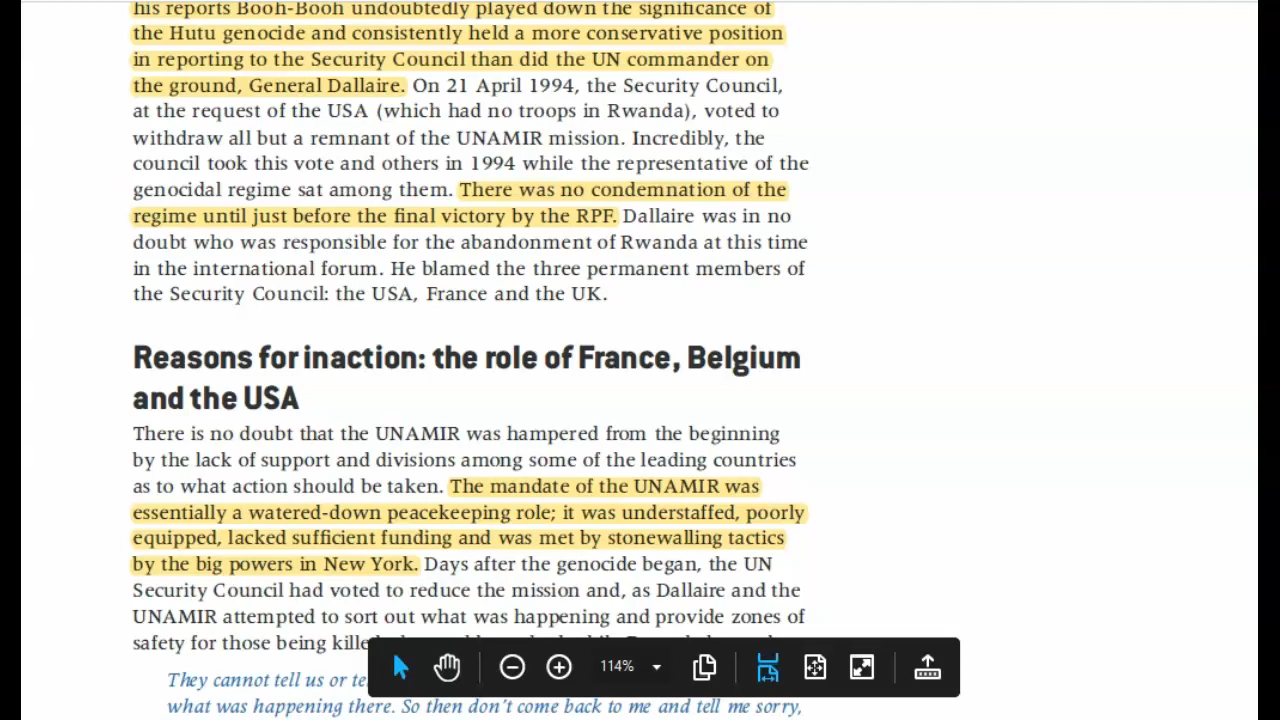 his reports Booh-Booh undoubtedly played down the significance of
the Hutu genocide and consistently held a more conservative position
in reporting to the Security Council than did the UN commander on
the ground, General Dallaire. On 21 April 1994, the Security Council,
at the request of the USA (which had no troops in Rwanda), voted to
withdraw all but a remnant of the UNAMIR mission. Incredibly, the
council took this vote and others in 1994 while the representative of the
genocidal regime sat among them. There was no condemnation of the
regime until just before the final victory by the RPF. Dallaire was in no
doubt who was responsible for the abandonment of Rwanda at this time
in the international forum. He blamed the three permanent members of
the Security Council: the USA, France and the UK.
Reasons for inaction: the role of France, Belgium
and the USA
There is no doubt that the UNAMIR was hampered from the beginning
by the lack of support and divisions among some of the leading countries
as to what action should be taken. The mandate of the UNAMIR was
essentially a watered-down peacekeeping role; it was understaffed, poorly
equipped, lacked sufficient funding and was met by stonewalling tactics
by the big powers in New York. Days after the genocide began, the UN
Security Council had voted to reduce the mission and, as Dallaire and the
UNAMIR attempted to sort out what was happening and provide zones of
safety for those being
They cannot tell us or
what was happening there. So then don't come back to me and tell me sorry,
114%